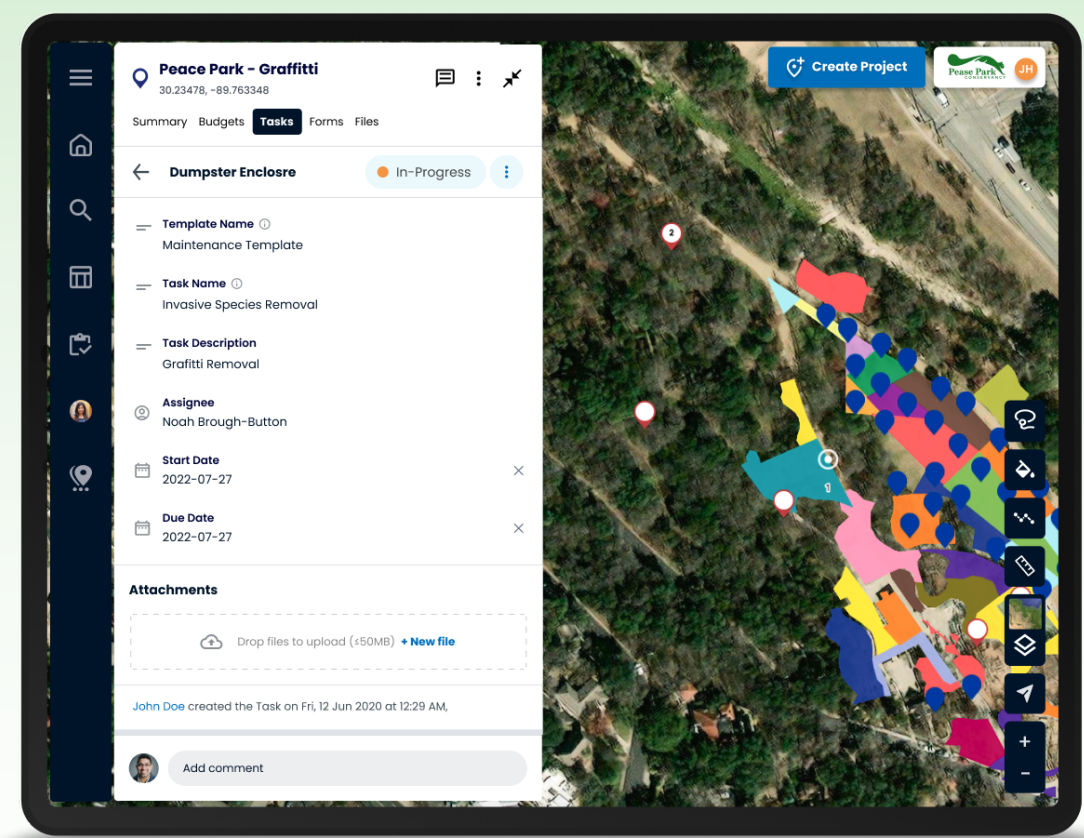 Peace Park - Graffitti
30.23478, -89.763348
Summary Budgets Tasks Forms Files
Dumpster Enclosre
In-Progress
Template Name
Maintenance Template
Task Name
Invasive Species Removal
Task Description
Grafitti Removal
Assignee
Noah Brough-Button
Start Date
2022-07-27
Due Date
2022-07-27
Attachments
Drop files to upload (≤50MB) + New file
John Doe created the Task on Fri, 12 Jun 2020 at 12:29 AM,
Add comment
Create Project
Pease Park
CONSERVANCY
JH
2
+
-